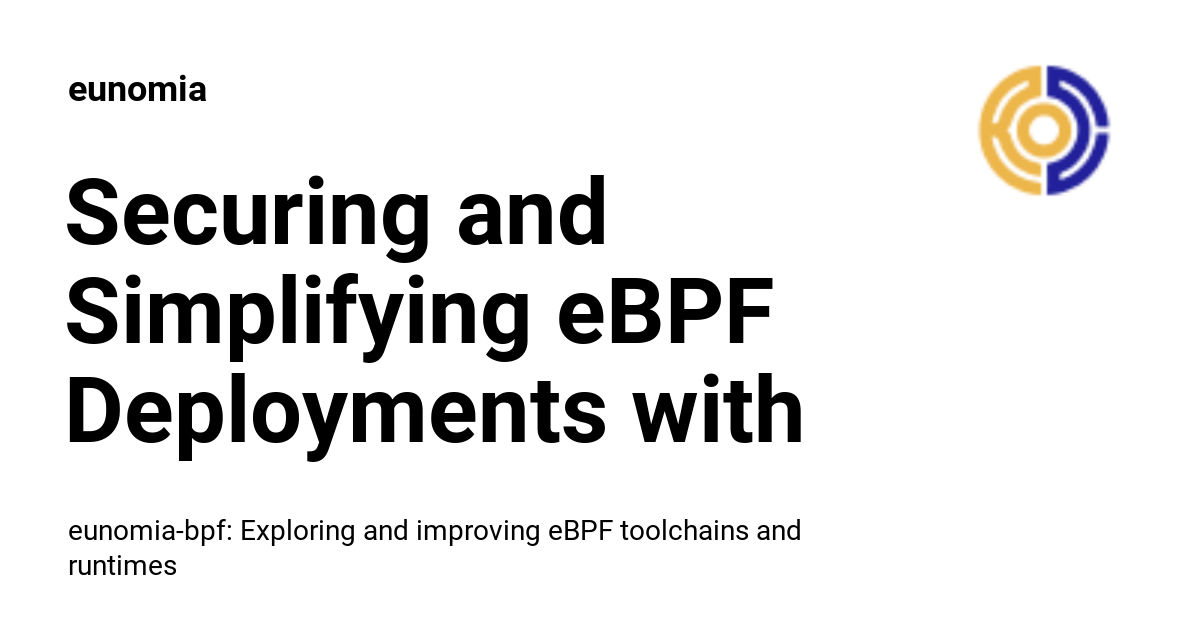 eunomia
Securing and
Simplifying eBPF
Deployments with
eunomia-bpf: Exploring and improving eBPF toolchains and
runtimes